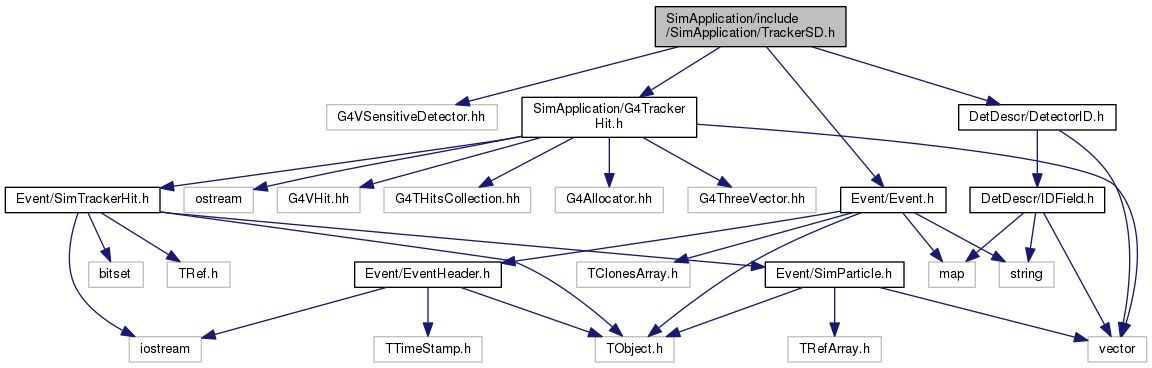 SimApplication/include
/SimApplication/TrackerSD.h
G4VSensitiveDetector.hh
SimApplication/G4Tracker
Hit.h
DetDescr/DetectorID.h
Event/SimTrackerHit.h
ostream
G4VHit.hh
G4THitsCollection.hh
G4Allocator.hh
G4ThreeVector.hh
Event/Event.h
DetDescr/IDField.h
bitset
TRef.h
Event/EventHeader.h
TClonesArray.h
Event/SimParticle.h
map
string
iostream
TTimeStamp.h
TObject.h
TRefArray.h
vector